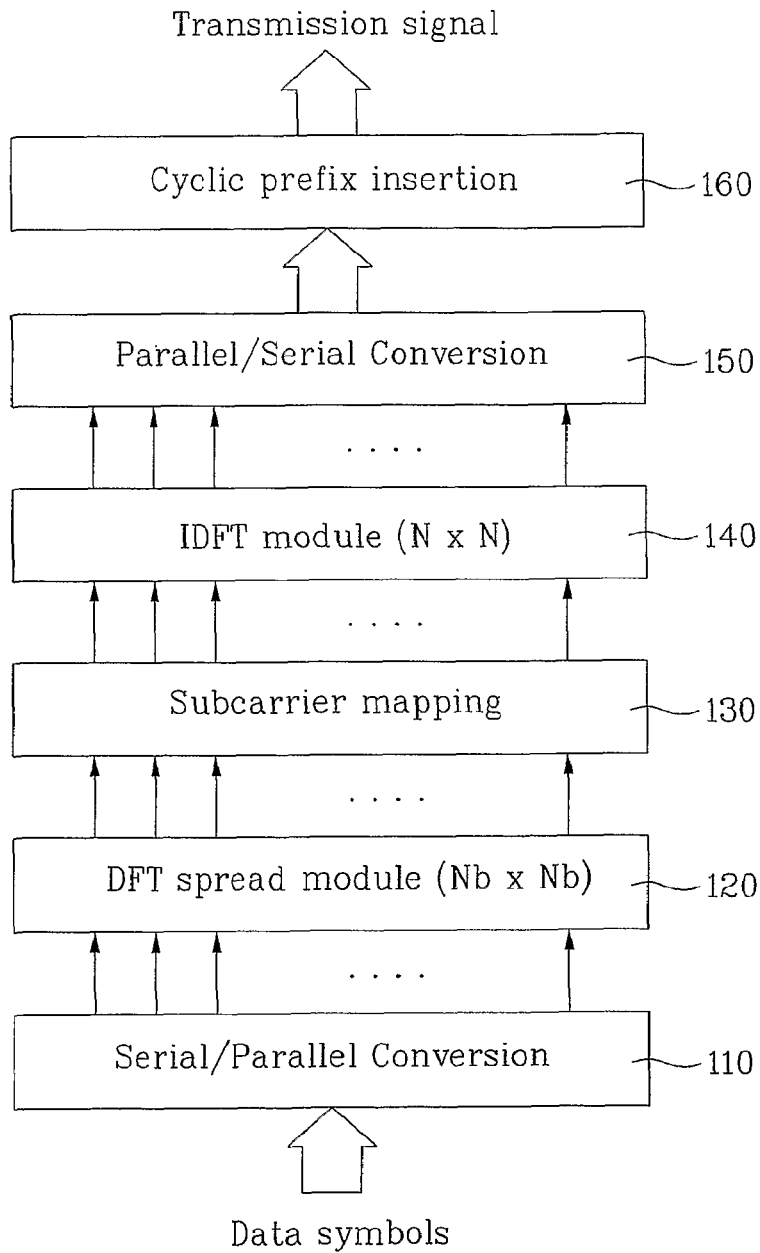 Transmission signal
Cyclic prefix insertion 160
Parallel/Serial Conversion 150
. . . .
IDFT module (N x N) 140
. . . .
Subcarrier mapping 130
. . . .
DFT spread module (Nb x Nb) 120
. . . .
Serial/Parallel Conversion 110
Data symbols